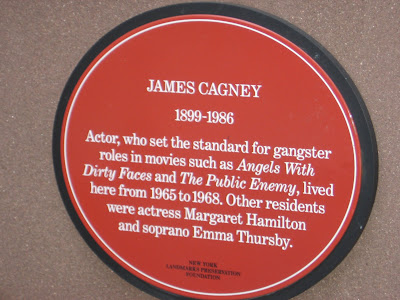 JAMES CAGNEY
1899-1986
Actor, who set the standard for gangster
roles in movies such as Angels With
Dirty Faces and The Public Enemy, lived
here from 1965 to 1968. Other residents
were actress Margaret Hamilton
and soprano Emma Thursby.
NEW YORK
LANDMARKS PRESERVATION
FOUNDATION